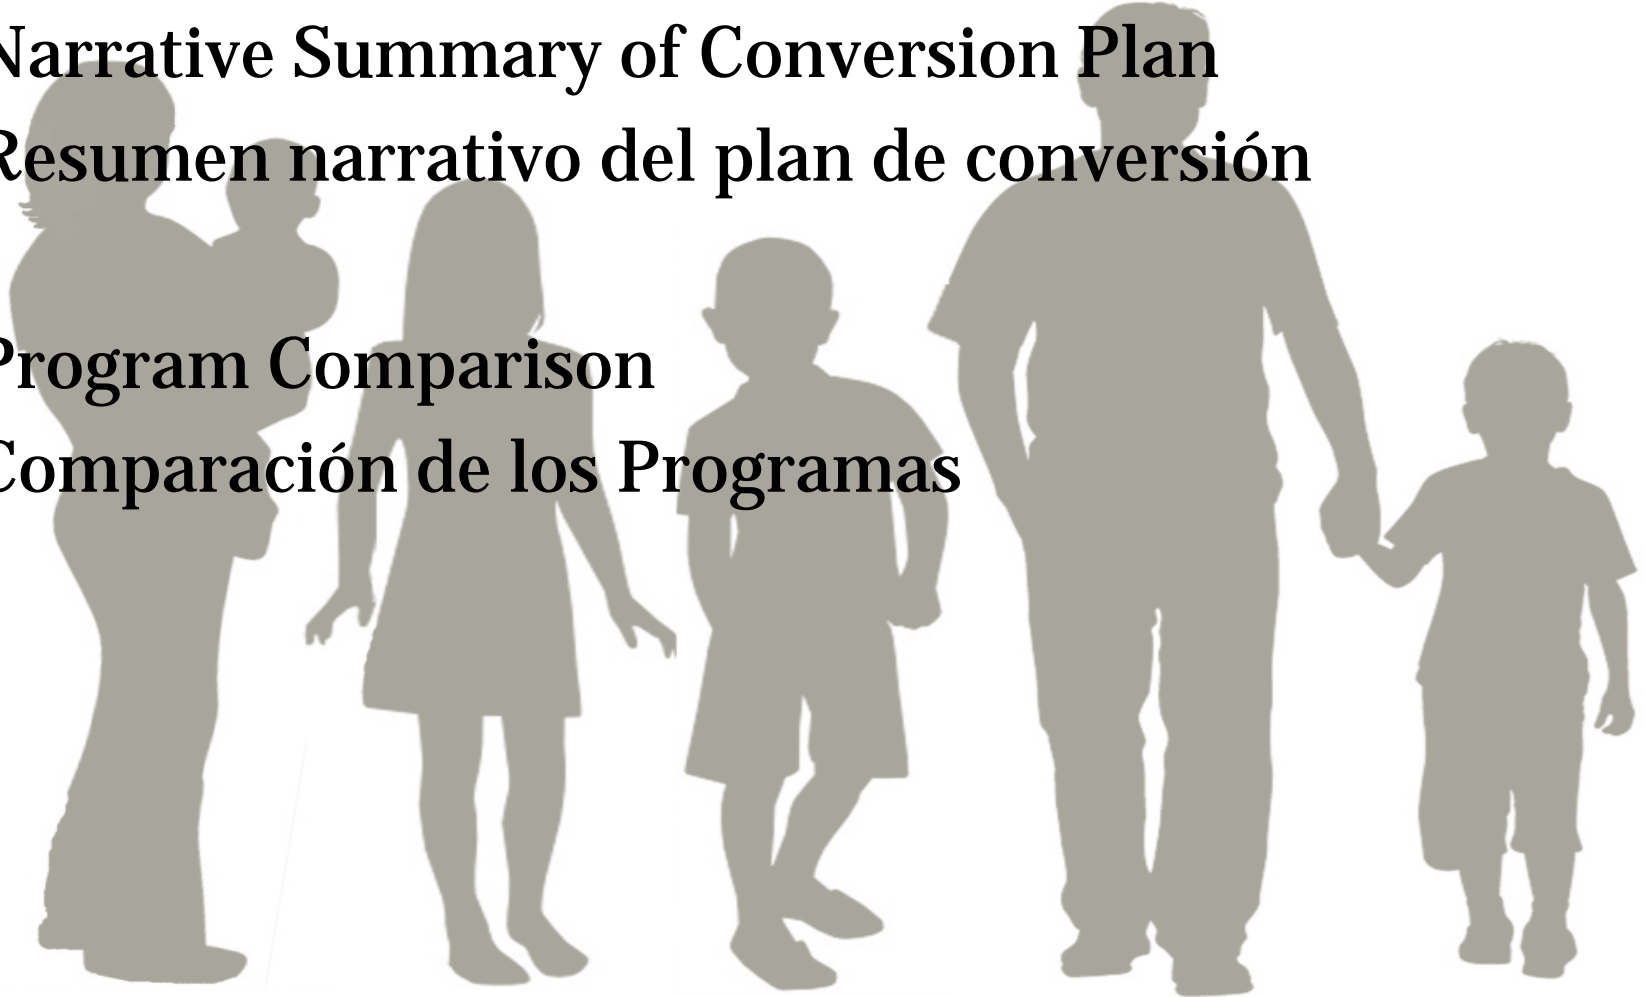 Narrative Summary of Conversion Plan
Resumen narrativo del plan de conversión
Program Comparison
Comparación de los Programas